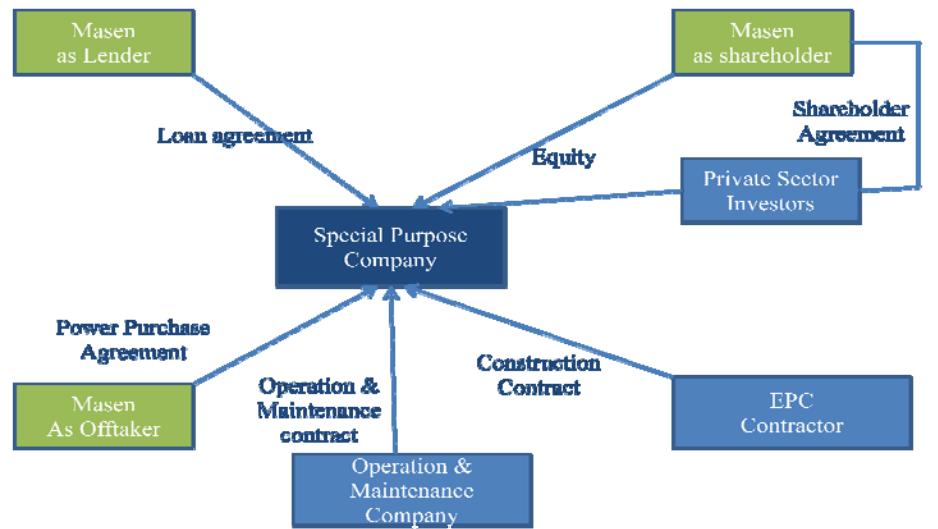 Masen
as Lender
Masen
as shareholder
Loan agreement
Shareholder
Agreement
Equity
Private Sector
Investors
Special Purpose
Company
Power Purchase
Agreement
Construction
Contract
Operation &
Maintenance
contract
Masen
As Offtaker
EPC
Contractor
Operation &
Maintenance
Company